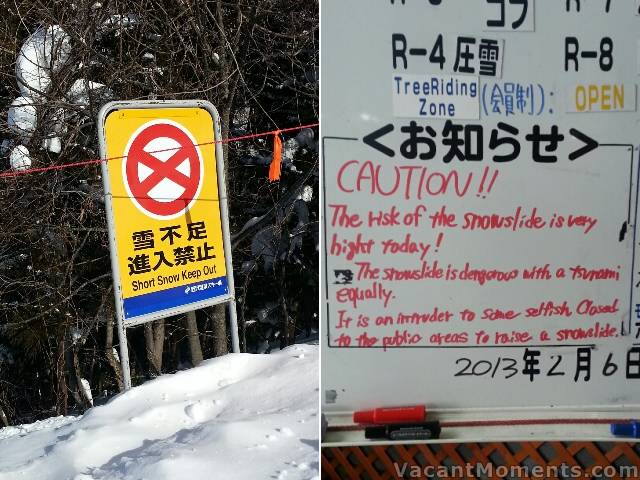 雪不足
進入禁止
Short Snow Keep Out
コブ
R-4 圧雪
R-8
TreeRiding
Zone
(会員制):
OPEN
<お知らせ>
CAUTION!!
The risk of the snowslide is very
hight today!
The snowslide is dengerous with a tsunami
equally.
It is an intruder to some selfish, Closed
to the public areas to raise a snowslide.
2013年2月6日
VacantMoments.com